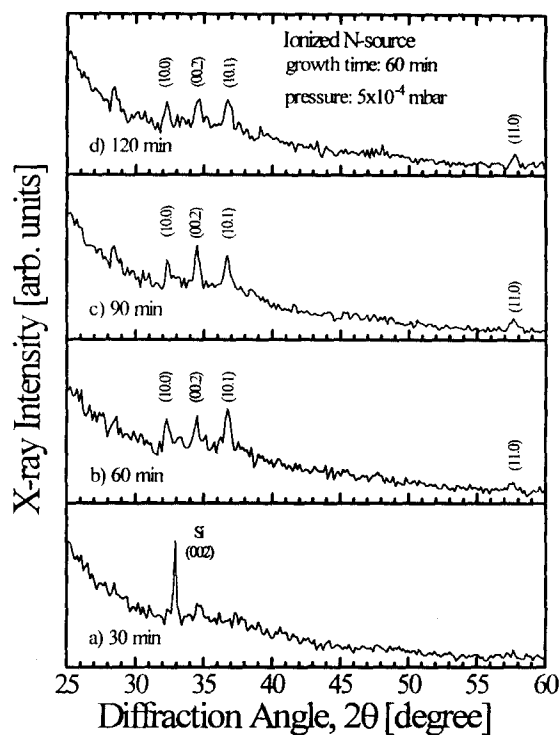 Ionized N-source
growth time: 60 min
pressure: 5x10⁻⁴ mbar
(10.0)
(00.2)
(10.1)
(11.0)
d) 120 min
(10.0)
(00.2)
(10.1)
(11.0)
c) 90 min
(10.0)
(00.2)
(10.1)
(11.0)
b) 60 min
Si
(002)
a) 30 min
X-ray Intensity [arb. units]
25 30 35 40 45 50 55 60
Diffraction Angle, 2θ [degree]